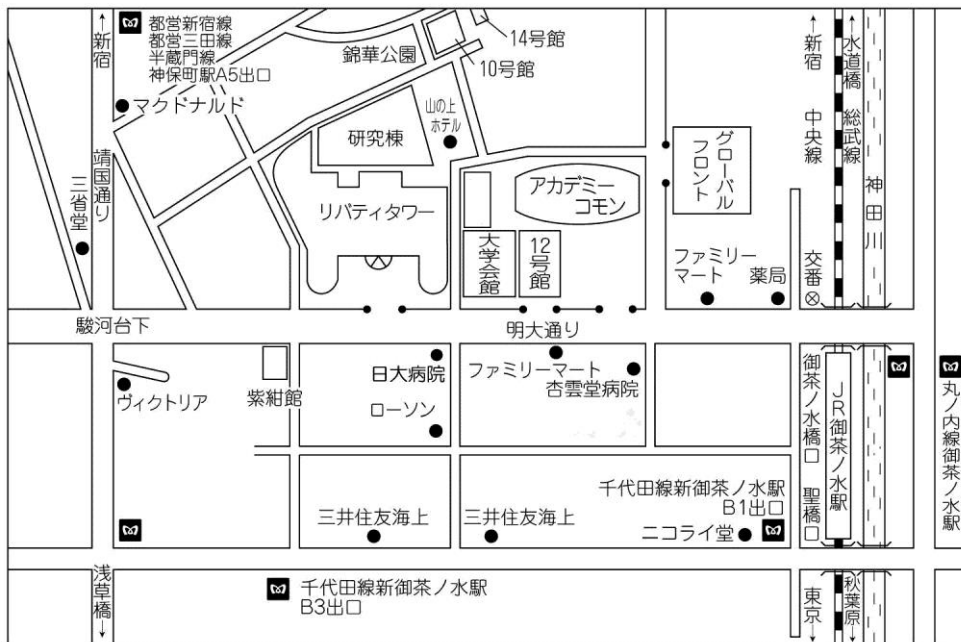 ←新宿
都営新宿線
都営三田線
半蔵門線
神保町駅A5出口
マクドナルド
靖国通り
三省堂
錦華公園
14号館
10号館
山の上
ホテル
研究棟
リバティタワー
アカデミー
コモン
大学会館
12号館
グローバル
フロント
ファミリー
マート
薬局
←新宿
中央線
←水道橋
総武線
神田川
交番
駿河台下
明大通り
ヴィクトリア
紫紺館
日大病院
ローソン
ファミリーマート
杏雲堂病院
御茶ノ水橋口
聖橋口
JR御茶ノ水駅
丸ノ内線御茶ノ水駅
三井住友海上
三井住友海上
千代田線新御茶ノ水駅
B1出口
ニコライ堂
浅草橋→
千代田線新御茶ノ水駅
B3出口
東京→
秋葉原→